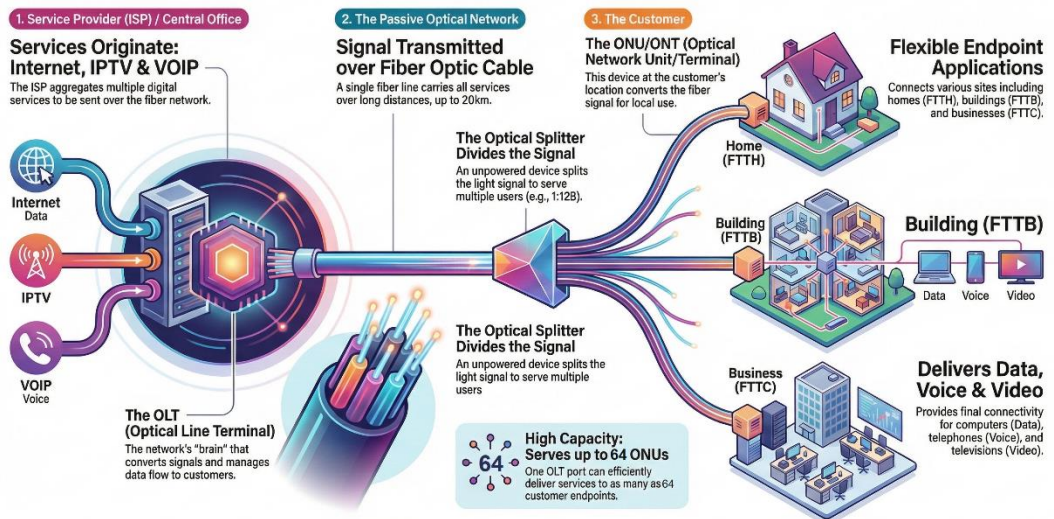 1. Service Provider (ISP) / Central Office
Services Originate:
Internet, IPTV & VOIP
The ISP aggregates multiple digital
services to be sent over the fiber network.
Internet
Data
IPTV
VOIP
Voice
The OLT
(Optical Line Terminal)
The network's "brain" that
converts signals and manages
data flow to customers.
2. The Passive Optical Network
Signal Transmitted
over Fiber Optic Cable
A single fiber line carries all services
over long distances, up to 20km.
The Optical Splitter
Divides the Signal
An unpowered device splits
the light signal to serve
multiple users (e.g., 1:12B).
The Optical Splitter
Divides the Signal
An unpowered device splits the
light signal to serve multiple
users
64
High Capacity:
Serves up to 64 ONUs
One OLT port can efficiently
deliver services to as many as 64
customer endpoints.
3. The Customer
The ONU/ONT (Optical
Network Unit/Terminal)
This device at the customer's
location converts the fiber
signal for local use.
Home
(FTTH)
Building
(FTTB)
Business
(FTTC)
Flexible Endpoint
Applications
Connects various sites including
homes (FTTH), buildings (FTTB),
and businesses (FTTC).
Building (FTTB)
Data
Voice
Video
Delivers Data,
Voice & Video
Provides final connectivity
for computers (Data),
telephones (Voice), and
televisions (Video).